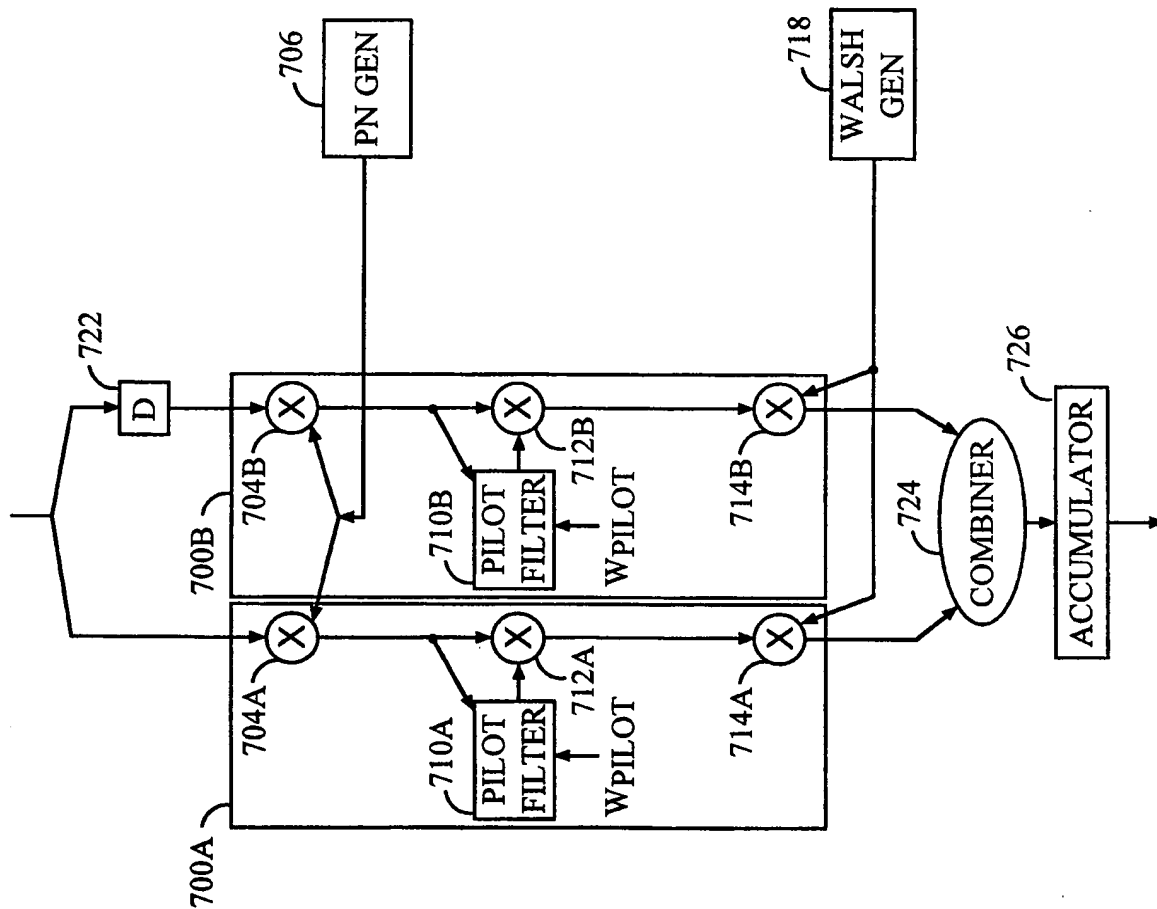 722
D
706
PN GEN
700B
704B
X
700A
704A
X
710B
PILOT
FILTER
X
712B
WPILOT
710A
PILOT
FILTER
X
712A
WPILOT
718
WALSH
GEN
714B
X
714A
X
724
COMBINER
726
ACCUMULATOR